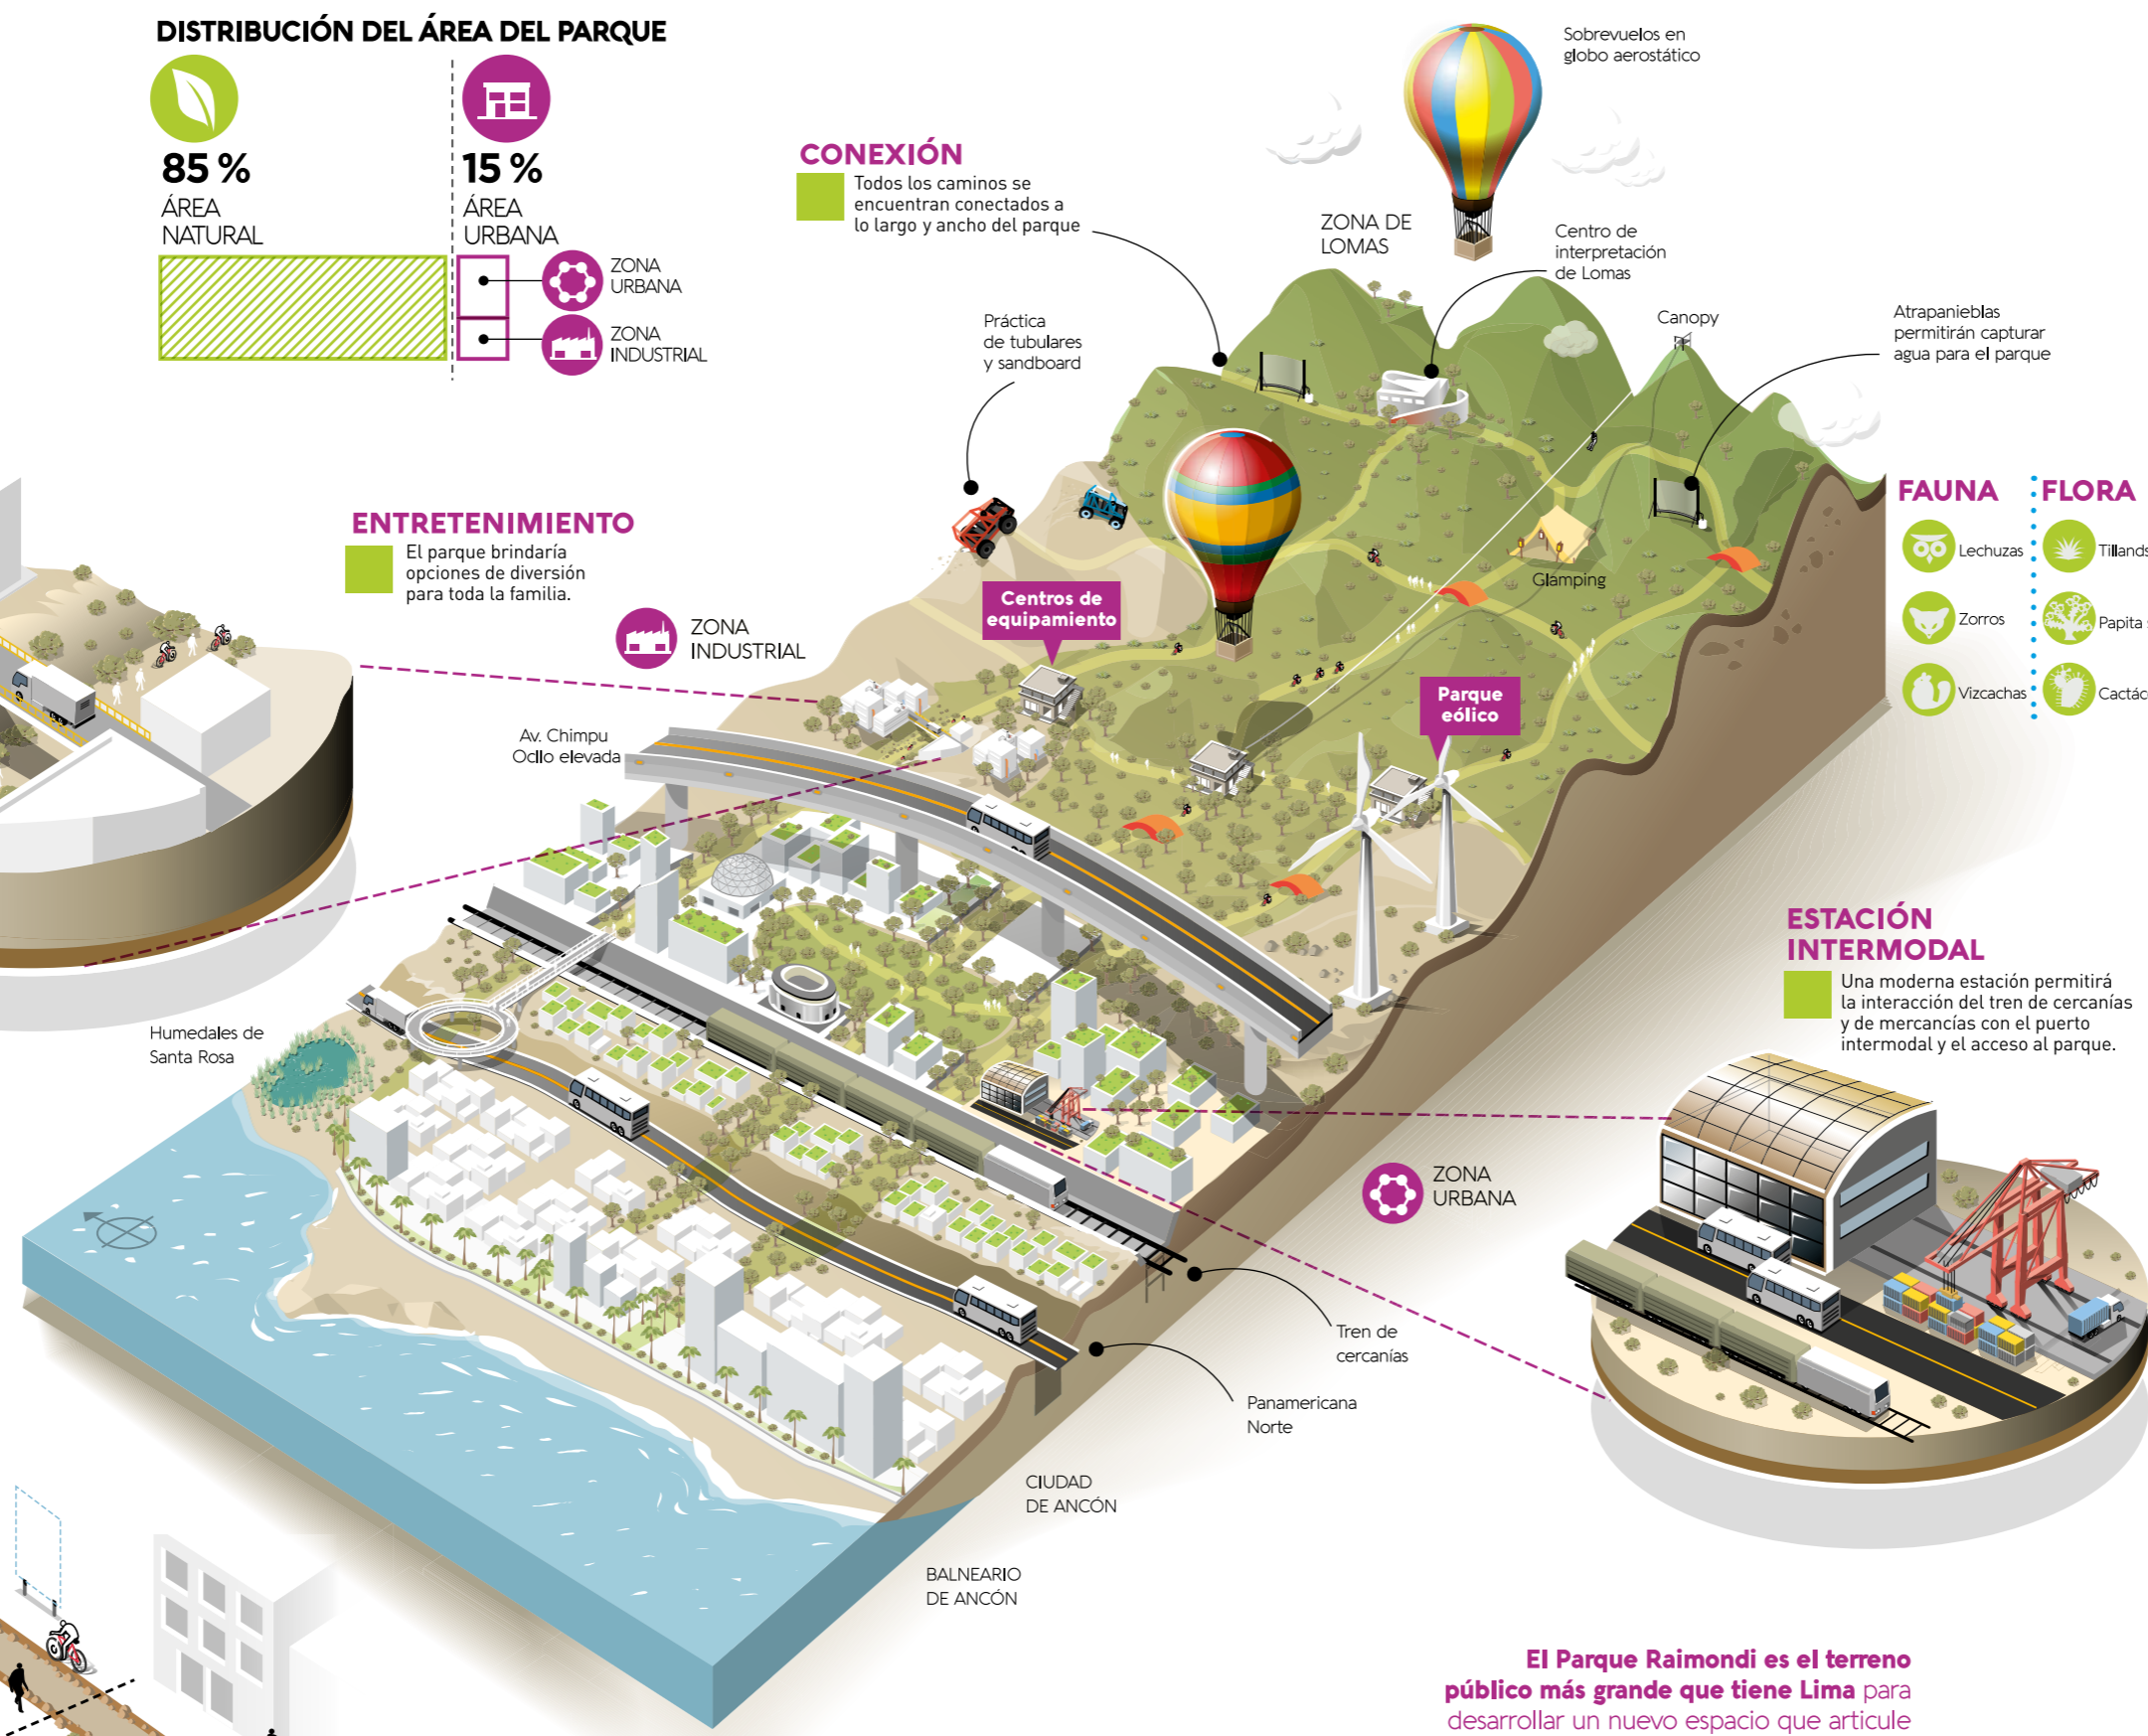 DISTRIBUCIÓN DEL ÁREA DEL PARQUE
85 %
ÁREA
NATURAL
15 %
ÁREA
URBANA
ZONA
URBANA
ZONA
INDUSTRIAL
CONEXIÓN
Todos los caminos se
encuentran conectados a
lo largo y ancho del parque
Sobrevuelos en
globo aerostático
ZONA DE
LOMAS
Centro de
interpretación
de Lomas
Canopy
Atrapanieblas
permitirán capturar
agua para el parque
Práctica
de tubulares
y sandboard
ENTRETENIMIENTO
El parque brindaría
opciones de diversión
para toda la familia.
ZONA
INDUSTRIAL
Centros de
equipamiento
Glamping
Parque
eólico
FAUNA
Lechuzas
Zorros
Vizcachas
FLORA
Tillands
Papita
Cactác
Av. Chimpu
Ocllo elevada
Humedales de
Santa Rosa
ESTACIÓN
INTERMODAL
Una moderna estación permitirá
la interacción del tren de cercanías
y de mercancías con el puerto
intermodal y el acceso al parque.
ZONA
URBANA
Tren de
cercanías
Panamericana
Norte
CIUDAD
DE ANCÓN
BALNEARIO
DE ANCÓN
El Parque Raimondi es el terreno
público más grande que tiene Lima para
desarrollar un nuevo espacio que articule